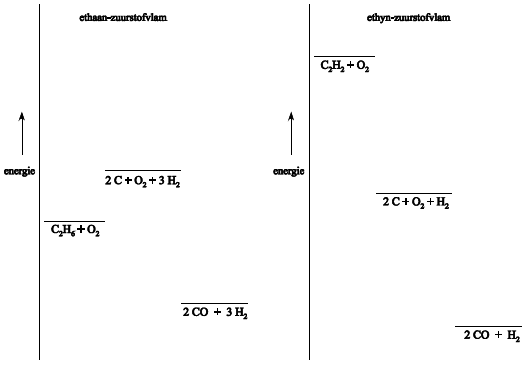 ethaan-zuurstofvlam
energie
2 C + O₂ + 3 H₂
C₂H₆ + O₂
2 CO + 3 H₂
ethyn-zuurstofvlam
C₂H₂ + O₂
energie
2 C + O₂ + H₂
2 CO + H₂